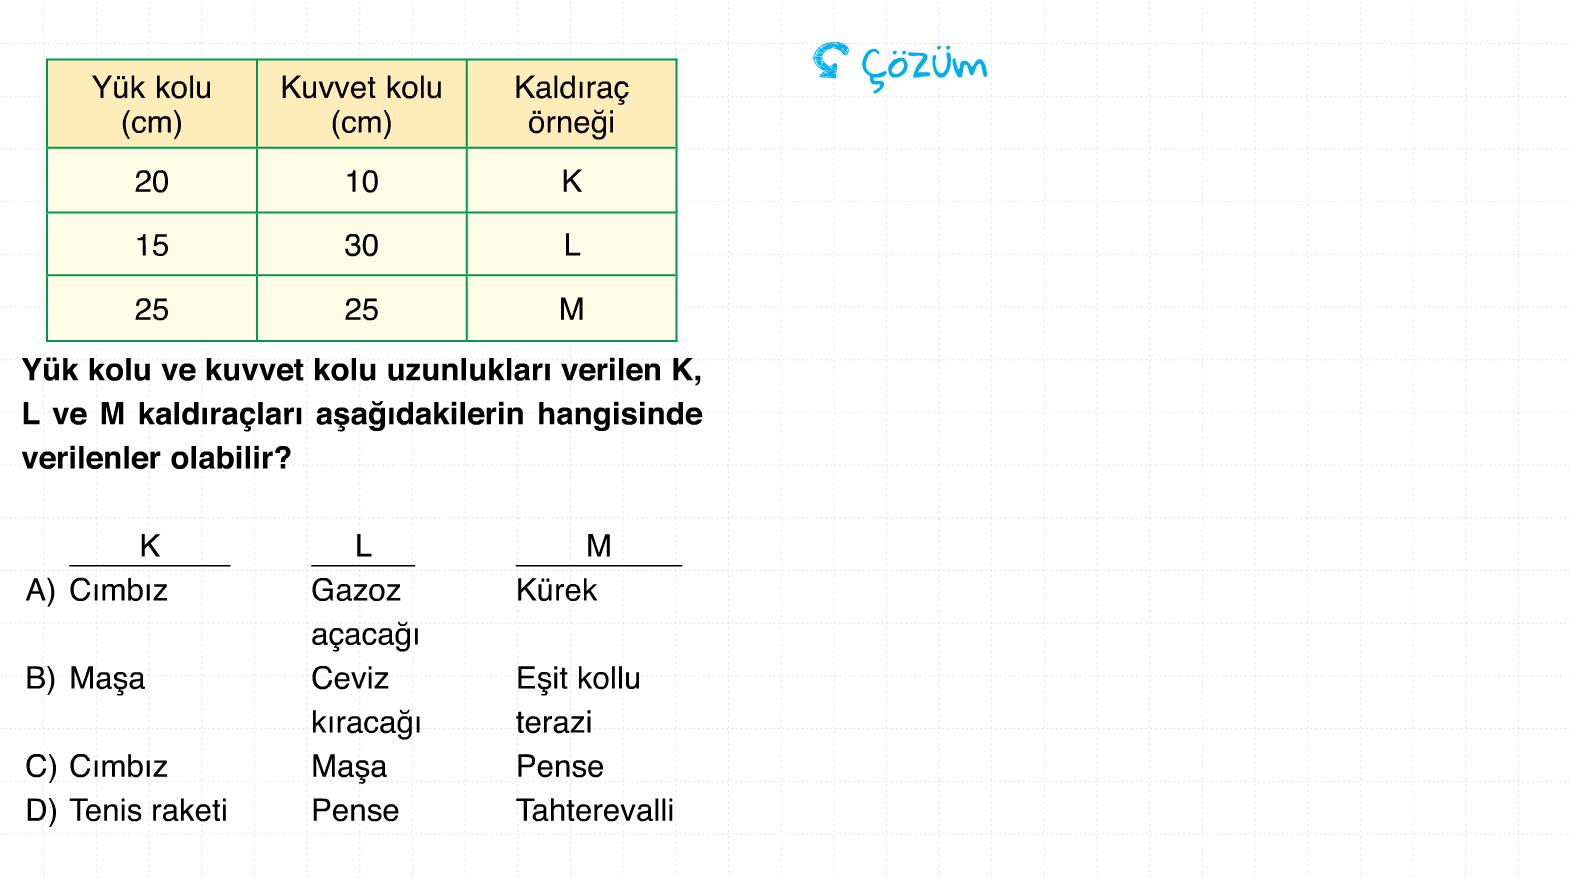 Yük kolu (cm) Kuvvet kolu (cm) Kaldıraç örneği
20 10 K
15 30 L
25 25 M
Yük kolu ve kuvvet kolu uzunlukları verilen K,
L ve M kaldıraçları aşağıdakilerin hangisinde
verilenler olabilir?
K L M
A) Cımbız Gazoz açacağı Kürek
B) Maşa Ceviz kıracağı Eşit kollu terazi
C) Cımbız Maşa Pense
D) Tenis raketi Pense Tahterevalli
Çözüm